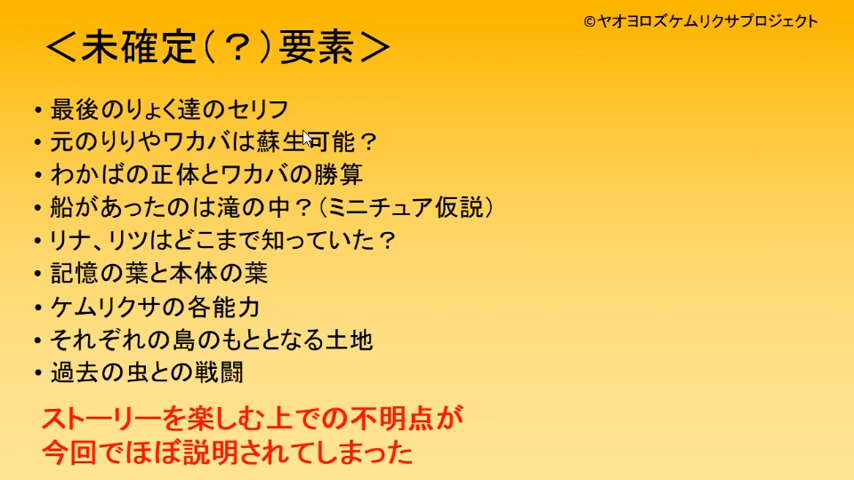 ©ヤオヨロズケムリクサプロジェクト
＜未確定（？）要素＞
• 最後のりょく達のセリフ
• 元のりりやワカバは蘇生可能？
• わかばの正体とワカバの勝算
• 船があったのは滝の中？（ミニチュア仮説）
• リナ、リツはどこまで知っていた？
• 記憶の葉と本体の葉
• ケムリクサの各能力
• それぞれの島のもととなる土地
• 過去の虫との戦闘
ストーリーを楽しむ上での不明点が
今回でほぼ説明されてしまった